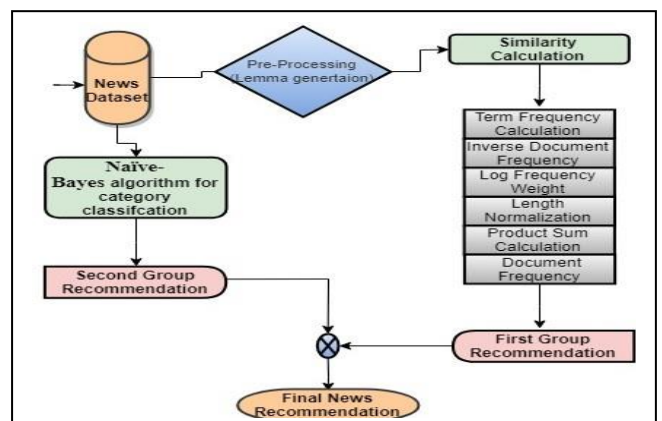 News
Dataset
Pre-Processing
(Lemma genertaion)
Similarity
Calculation
Term Frequency
Calculation
Inverse Document
Frequency
Log Frequency
Weight
Length
Normalization
Product Sum
Calculation
Document
Frequency
Naïve-
Bayes algorithm for
category
classifcation
Second Group
Recommendation
First Group
Recommendation
Final News
Recommendation